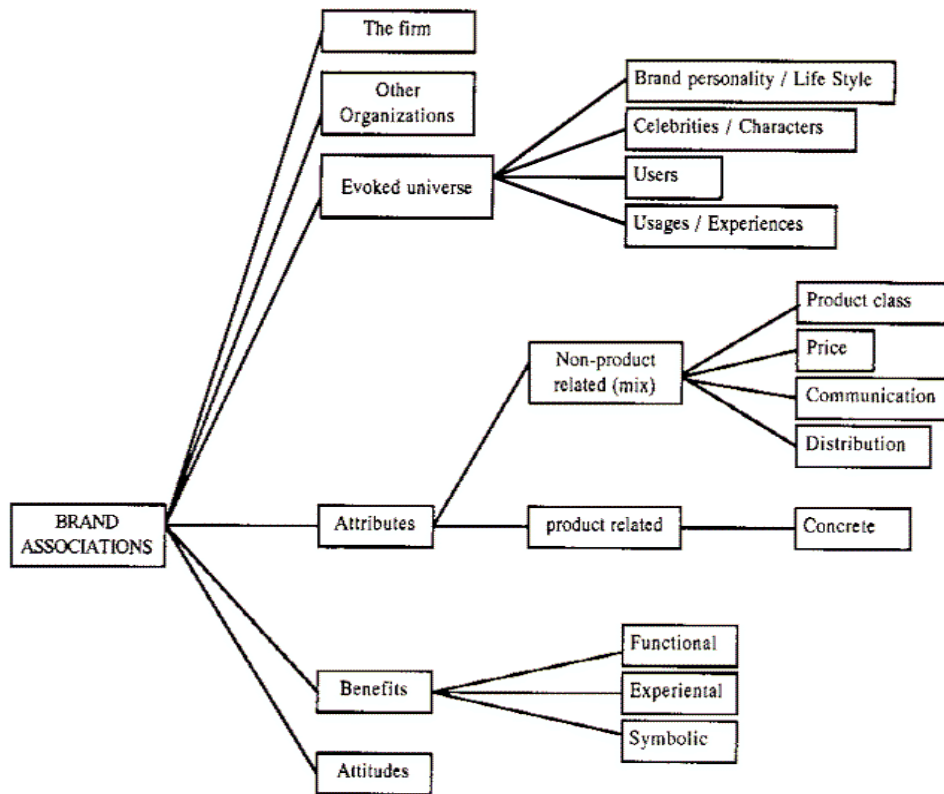 The firm
Other
Organizations
Evoked universe
Brand personality / Life Style
Celebrities / Characters
Users
Usages / Experiences
BRAND
ASSOCIATIONS
Attributes
Non-product
related (mix)
Product class
Price
Communication
Distribution
product related
Concrete
Benefits
Functional
Experiental
Symbolic
Attitudes